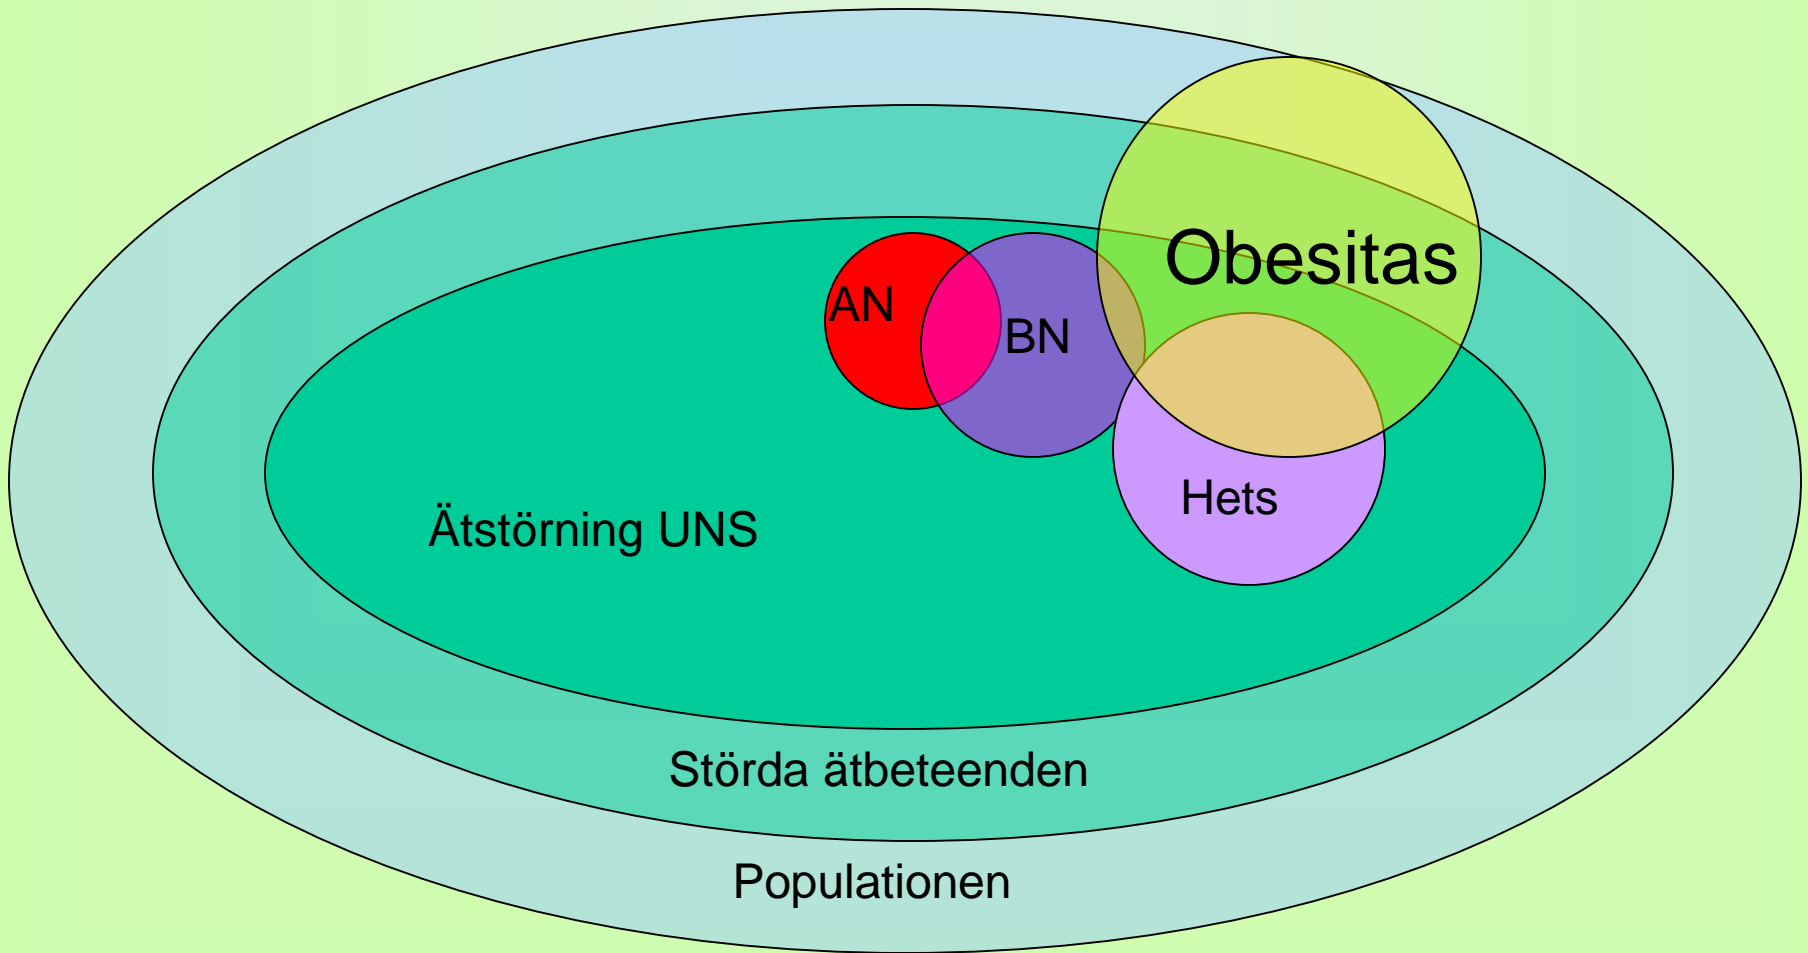 Obesitas
AN
BN
Hets
Ätstörning UNS
Störda ätbeteenden
Populationen